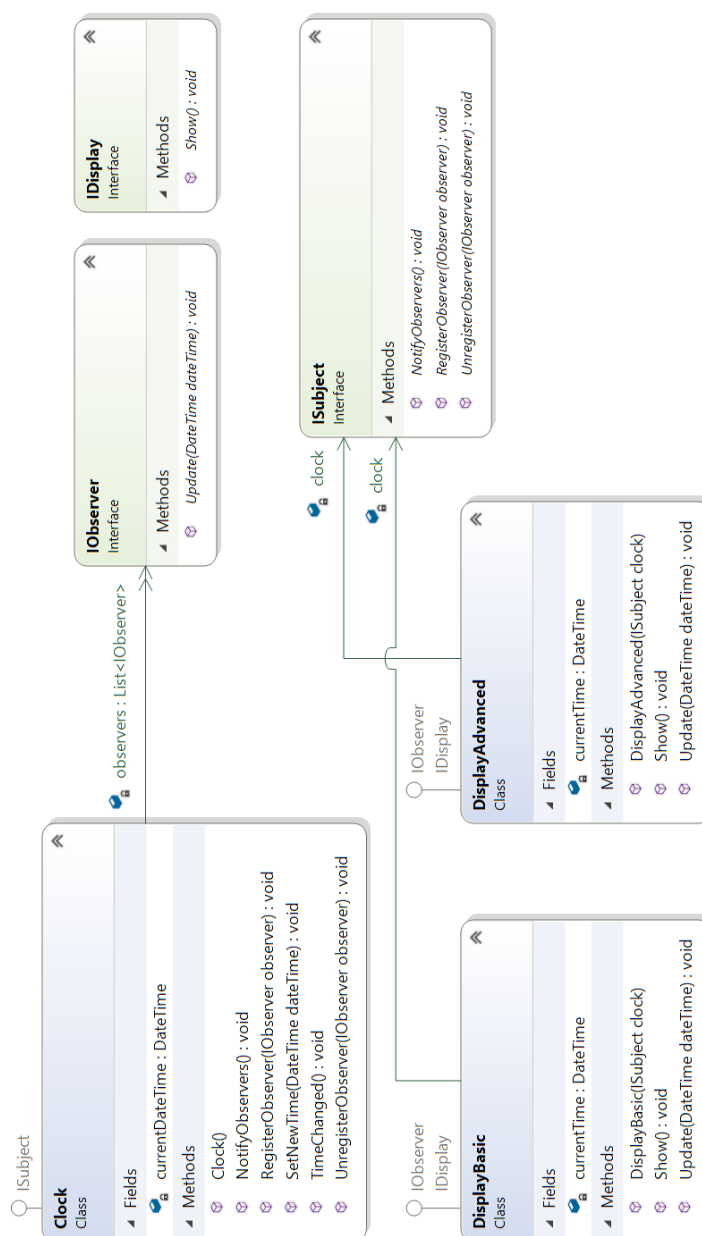 ISubject
Clock
Class
Fields
currentDateTime : DateTime
Methods
Clock()
NotifyObservers() : void
RegisterObserver(IObserver observer) : void
SetNewTime(DateTime dateTime) : void
TimeChanged() : void
UnregisterObserver(IObserver observer) : void
observers : List<IObserver>
IObserver
Interface
Methods
Update(DateTime dateTime) : void
IDisplay
Interface
Methods
Show() : void
IObserver
IDisplay
DisplayBasic
Class
Fields
currentTime : DateTime
Methods
DisplayBasic(ISubject clock)
Show() : void
Update(DateTime dateTime) : void
IObserver
IDisplay
DisplayAdvanced
Class
Fields
currentTime : DateTime
Methods
DisplayAdvanced(ISubject clock)
Show() : void
Update(DateTime dateTime) : void
clock
clock
ISubject
Interface
Methods
NotifyObservers() : void
RegisterObserver(IObserver observer) : void
UnregisterObserver(IObserver observer) : void